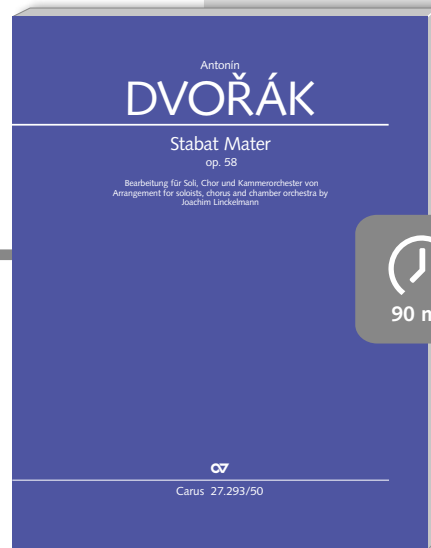 Antonín
DVOŘÁK
Stabat Mater
op. 58
Bearbeitung für Soli, Chor und Kammerorchester von
Arrangement for soloists, chorus and chamber orchestra by
Joachim Linckelmann
90 m
Carus 27.293/50